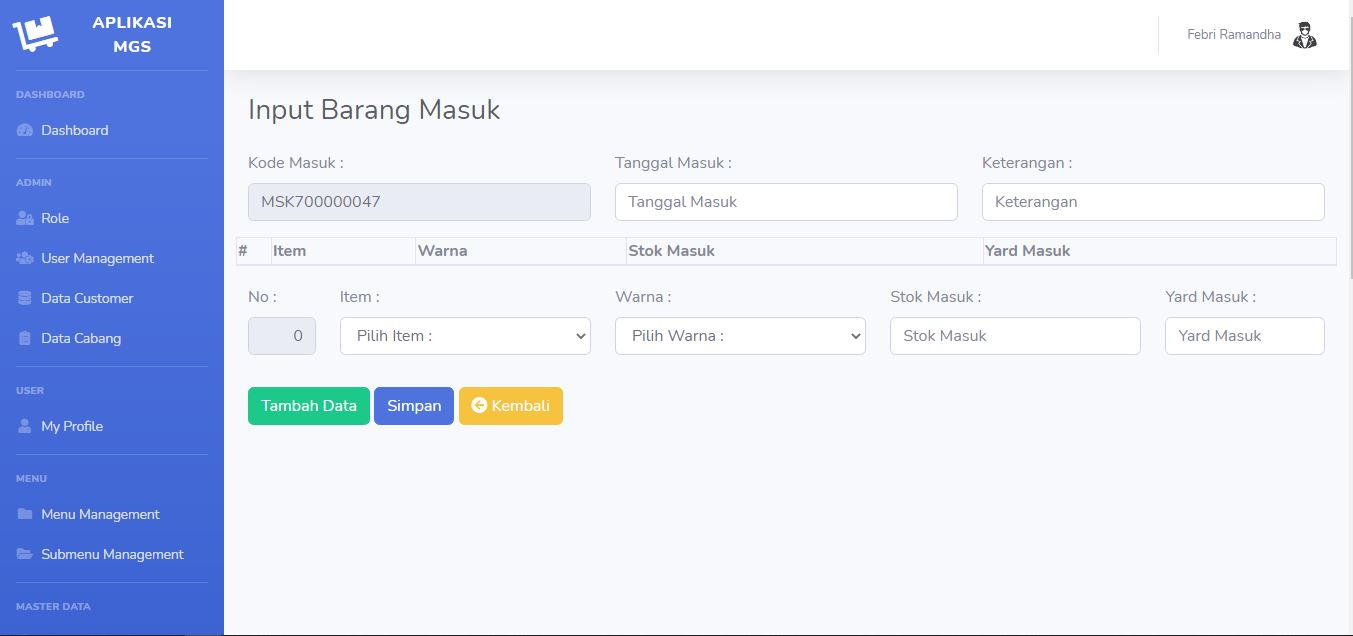 APLIKASI
MGS
Febri Ramandha
DASHBOARD
Dashboard
ADMIN
Role
User Management
Data Customer
Data Cabang
USER
My Profile
MENU
Menu Management
Submenu Management
MASTER DATA
Input Barang Masuk
Kode Masuk : Tanggal Masuk : Keterangan :
MSK700000047 Tanggal Masuk Keterangan
# Item Warna Stok Masuk Yard Masuk
No : Item : Warna : Stok Masuk : Yard Masuk :
0 Pilih Item : Pilih Warna : Stok Masuk Yard Masuk
Tambah Data Simpan Kembali